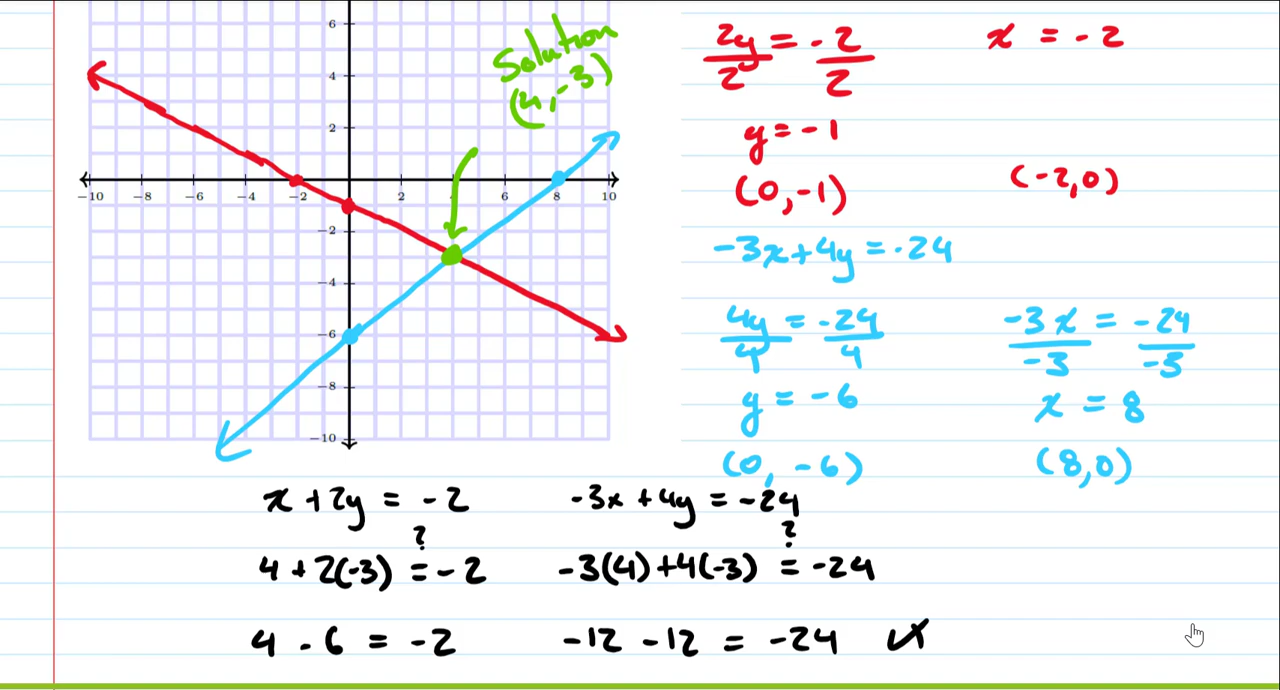 6
4
2
-10 -8 -6 -4 -2 2 6 8 10
-2
-4
-6
-8
-10
Solution
(4,-3)
2y = -2
2 2
y = -1
(0,-1)
x = -2
(-2,0)
-3x+4y = -24
4y = -24
4 4
y = -6
(0, -6)
-3x = -24
-3 -3
x = 8
(8,0)
x + 2y = -2
4 + 2(-3) =? -2
4 - 6 = -2
-3x + 4y = -24
-3(4)+4(-3) =? -24
-12 -12 = -24 ✓